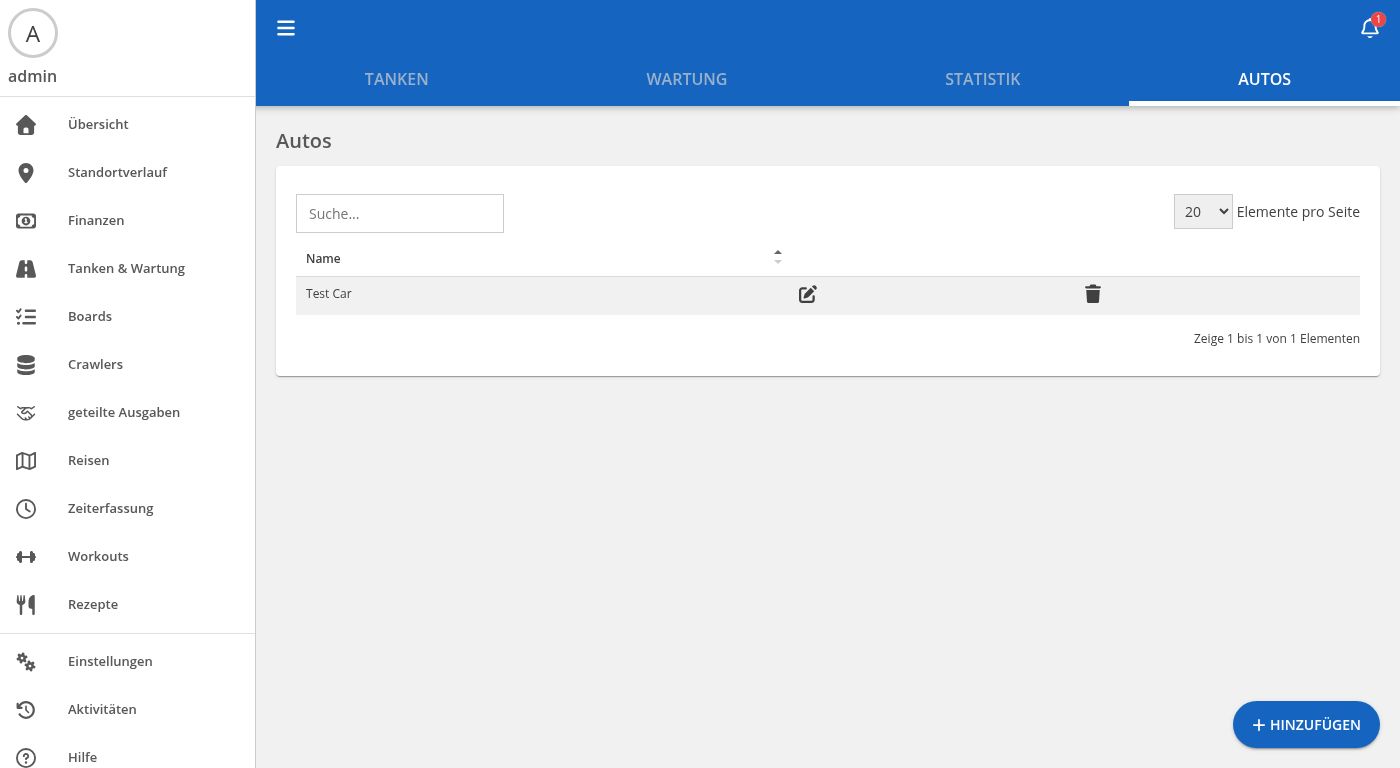 A
admin
Übersicht
Standortverlauf
Finanzen
Tanken & Wartung
Boards
Crawlers
geteilte Ausgaben
Reisen
Zeiterfassung
Workouts
Rezepte
Einstellungen
Aktivitäten
Hilfe
1
TANKEN WARTUNG STATISTIK AUTOS
Autos
Suche...
20 Elemente pro Seite
Name
Test Car
Zeige 1 bis 1 von 1 Elementen
+ HINZUFÜGEN